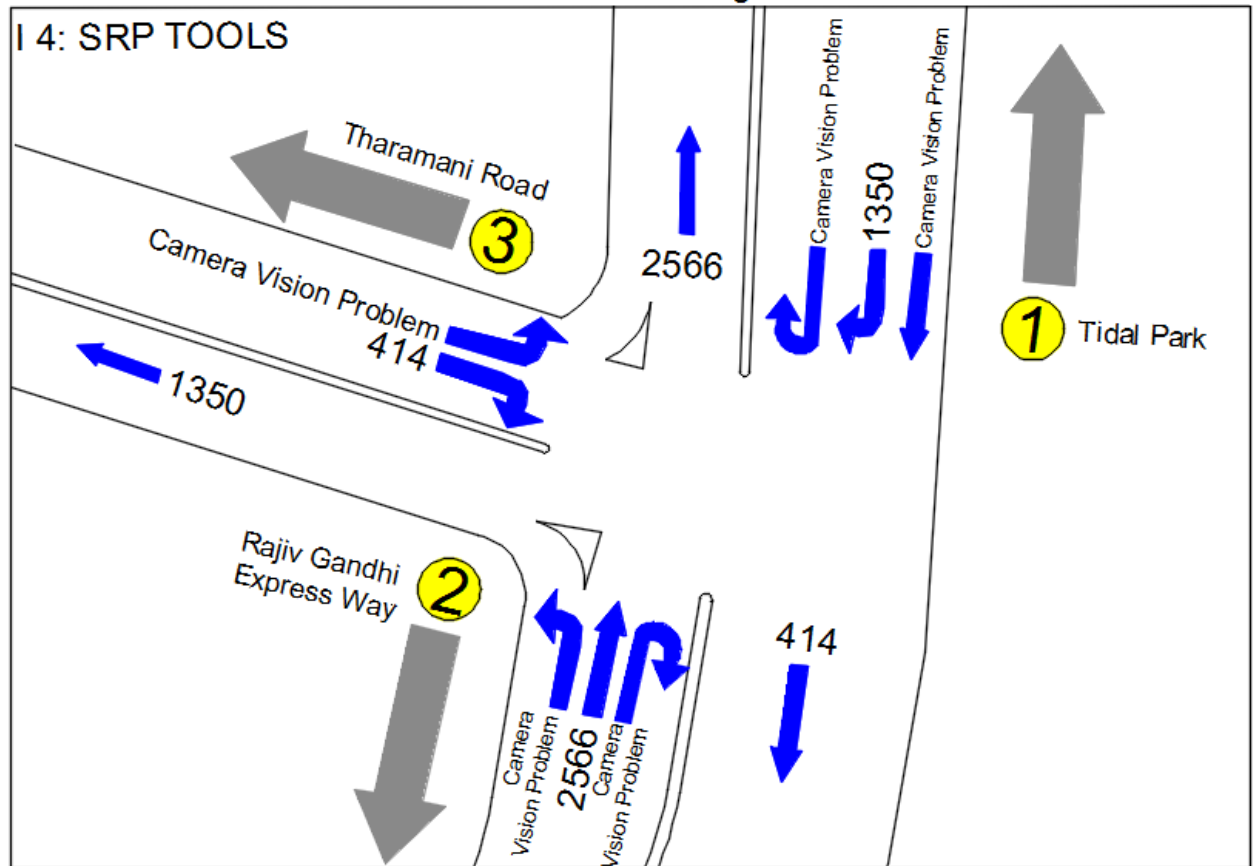 I 4: SRP TOOLS
Tharamani Road
3
Camera Vision Problem
414
1350
2566
Camera Vision Problem
1350
Camera Vision Problem
1
Tidal Park
Rajiv Gandhi
Express Way
2
Camera
Vision Problem
2566
Camera
Vision Problem
414